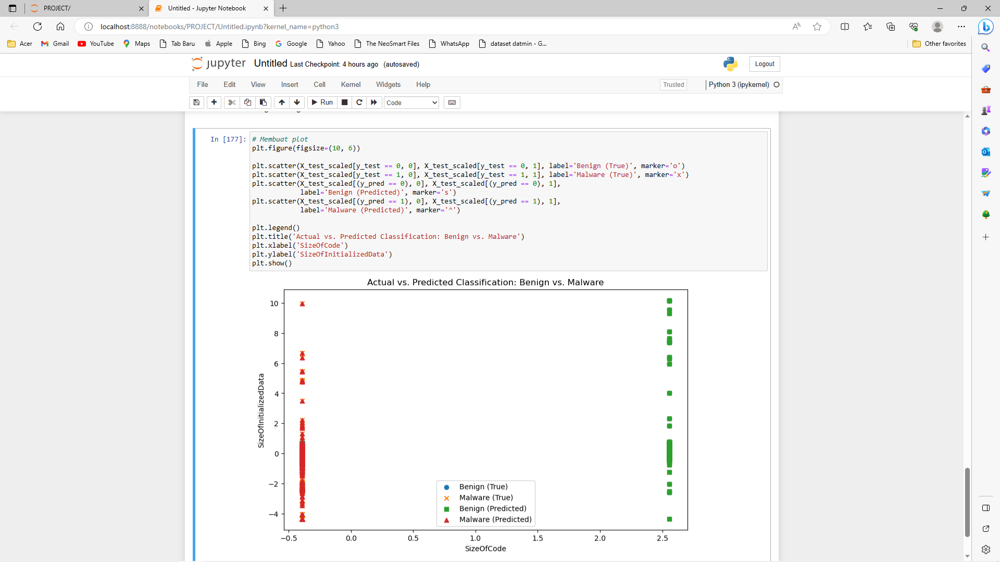 PROJECT/
Untitled - Jupyter Notebook
localhost:8888/notebooks/PROJECT/Untitled.ipynb?kernel_name=python3
Acer Gmail YouTube Maps Tab Baru Apple Bing Google Yahoo The NeoSmart Files WhatsApp dataset datmin - G... Other favorites
jupyter Untitled Last Checkpoint: 4 hours ago (autosaved) Logout
File Edit View Insert Cell Kernel Widgets Help Trusted Python 3 (ipykernel)
Run Code
In [177]:
# Membuat plot
plt.figure(figsize=(10, 6))
plt.scatter(X_test_scaled[y_test == 0, 0], X_test_scaled[y_test == 0, 1], label='Benign (True)', marker='o')
plt.scatter(X_test_scaled[y_test == 1, 0], X_test_scaled[y_test == 1, 1], label='Malware (True)', marker='x')
plt.scatter(X_test_scaled[(y_pred == 0), 0], X_test_scaled[(y_pred == 0), 1],
            label='Benign (Predicted)', marker='s')
plt.scatter(X_test_scaled[(y_pred == 1), 0], X_test_scaled[(y_pred == 1), 1],
            label='Malware (Predicted)', marker='^')
plt.legend()
plt.title('Actual vs. Predicted Classification: Benign vs. Malware')
plt.xlabel('SizeOfCode')
plt.ylabel('SizeOfInitializedData')
plt.show()
Actual vs. Predicted Classification: Benign vs. Malware
10
8
6
4
2
0
−2
−4
SizeOfInitializedData
Benign (True)
Malware (True)
Benign (Predicted)
Malware (Predicted)
−0.5 0.0 0.5 1.0 1.5 2.0 2.5
SizeOfCode